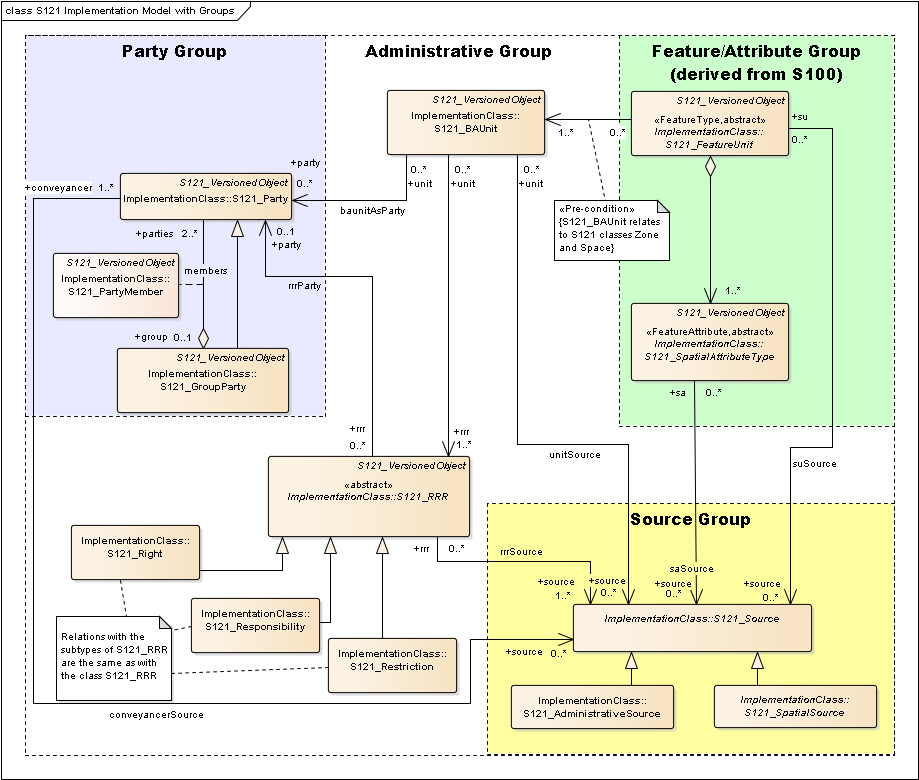 class S121 Implementation Model with Groups
Party Group
Administrative Group
Feature/Attribute Group
(derived from S100)
S121_VersionedObject
ImplementationClass::
S121_BAUnit
S121_VersionedObject
«FeatureType,abstract»
ImplementationClass::
S121_FeatureUnit
+su
0..*
1..*
0..*
+party
0..*
+conveyancer
1..*
S121_VersionedObject
ImplementationClass::S121_Party
0..*
+unit
0..*
+unit
0..*
+unit
baunitAsParty
«Pre-condition»
{S121_BAUnit relates
to S121 classes Zone
and Space}
+parties
2..*
0..1
+party
members
S121_VersionedObject
ImplementationClass::
S121_PartyMember
rrrParty
1..*
S121_VersionedObject
«FeatureAttribute,abstract»
ImplementationClass::
S121_SpatialAttributeType
+group
0..1
S121_VersionedObject
ImplementationClass::
S121_GroupParty
+sa
0..*
+rrr
0..*
+rrr
1..*
unitSource
suSource
S121_VersionedObject
«abstract»
ImplementationClass::S121_RRR
Source Group
ImplementationClass::
S121_Right
+rrr
0..*
rrrSource
saSource
+source
1..*
+source
0..*
+source
0..*
+source
0..*
ImplementationClass::
S121_Responsibility
ImplementationClass::S121_Source
Relations with the
subtypes of S121_RRR
are the same as with
the class S121_RRR
ImplementationClass::
S121_Restriction
+source
0..*
ImplementationClass::
S121_AdministrativeSource
ImplementationClass::
S121_SpatialSource
conveyancerSource